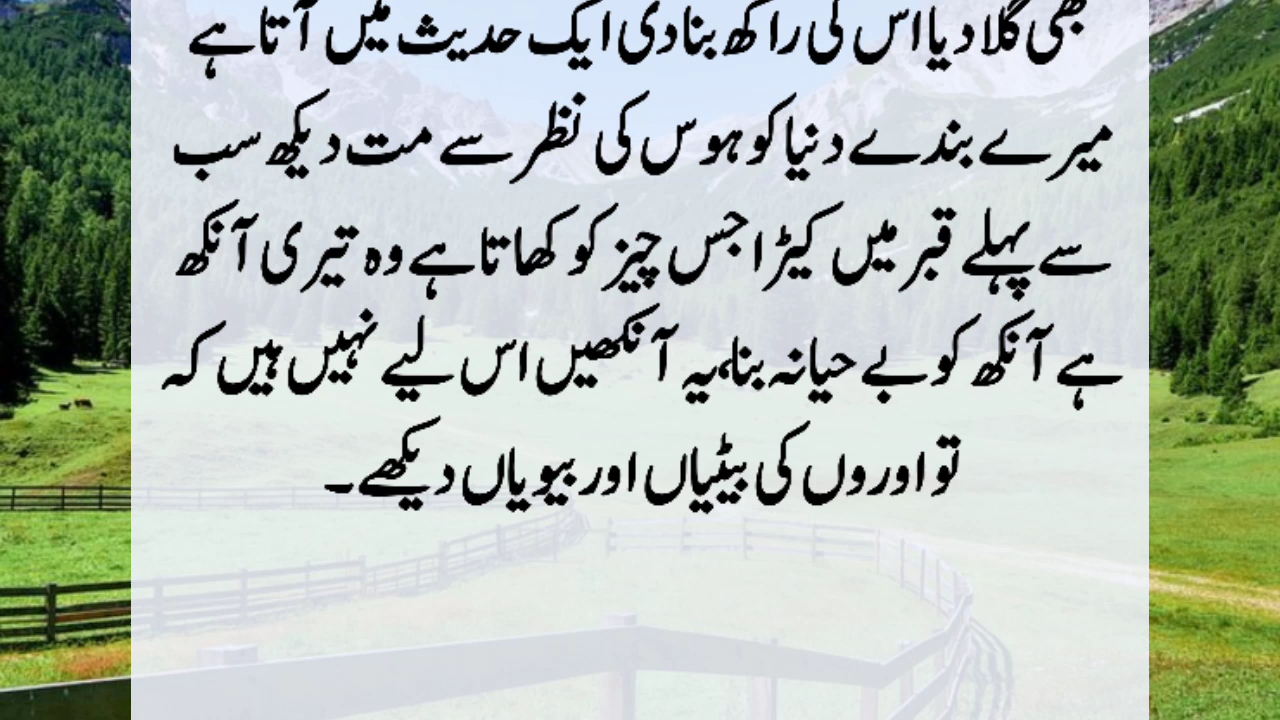 بھی گلا دیا اس کی راکھ بنا دی ایک حدیث میں آتا ہے
میرے بندے دنیا کو ہوس کی نظر سے مت دیکھ سب
سے پہلے قبر میں کیڑا جس چیز کو کھاتا ہے وہ تیری آنکھ
ہے آنکھ کو بے حیا نہ بنا، یہ آنکھیں اس لیے نہیں ہیں کہ
تو اوروں کی بیٹیاں اور بیویاں دیکھے۔